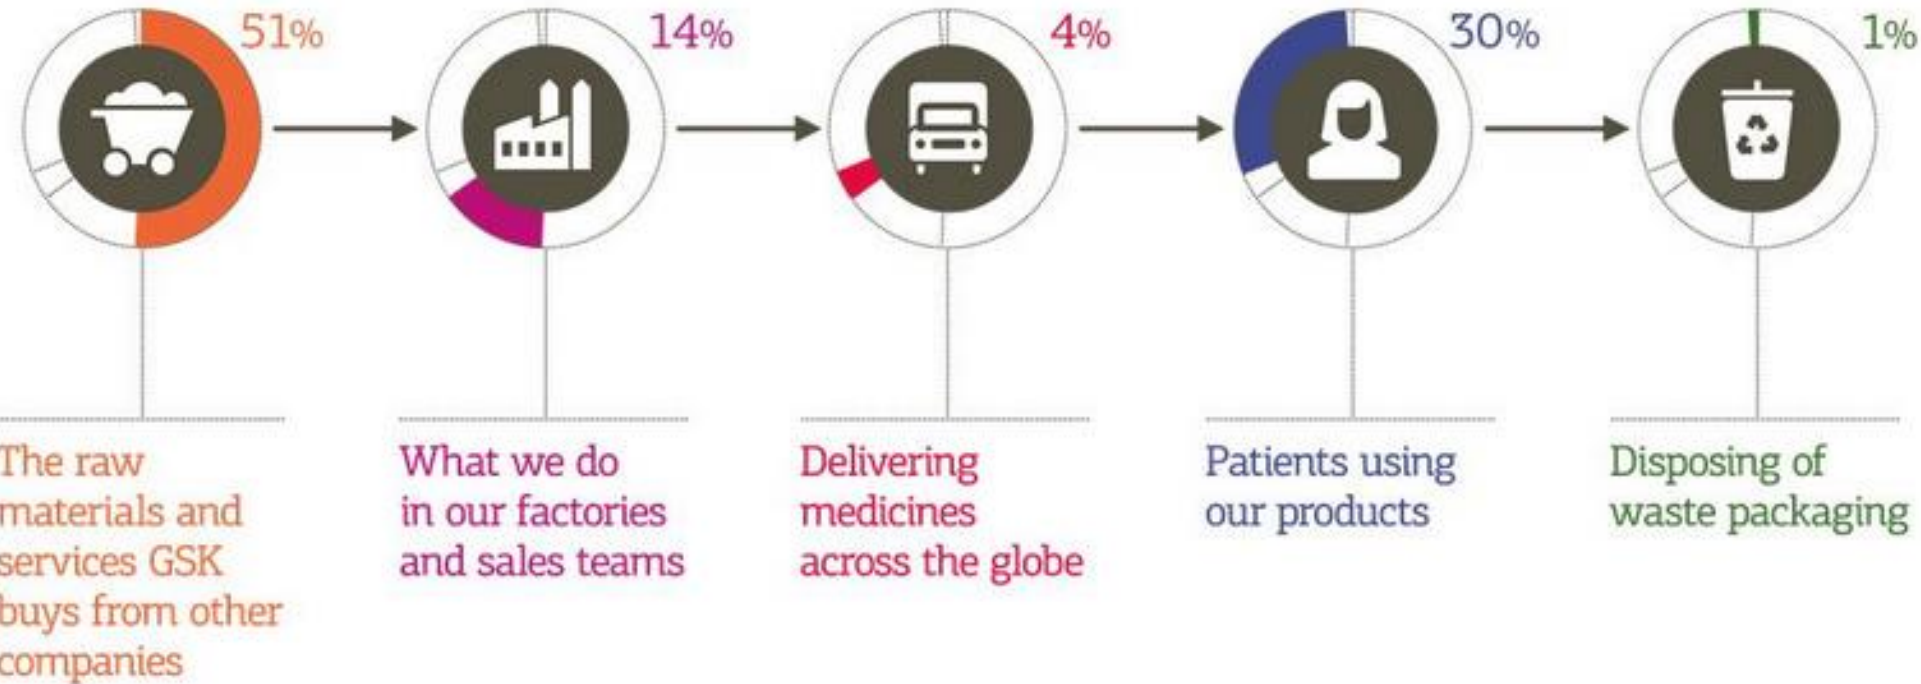 51%
14%
4%
30%
1%
The raw
materials and
services GSK
buys from other
companies
What we do
in our factories
and sales teams
Delivering
medicines
across the globe
Patients using
our products
Disposing of
waste packaging